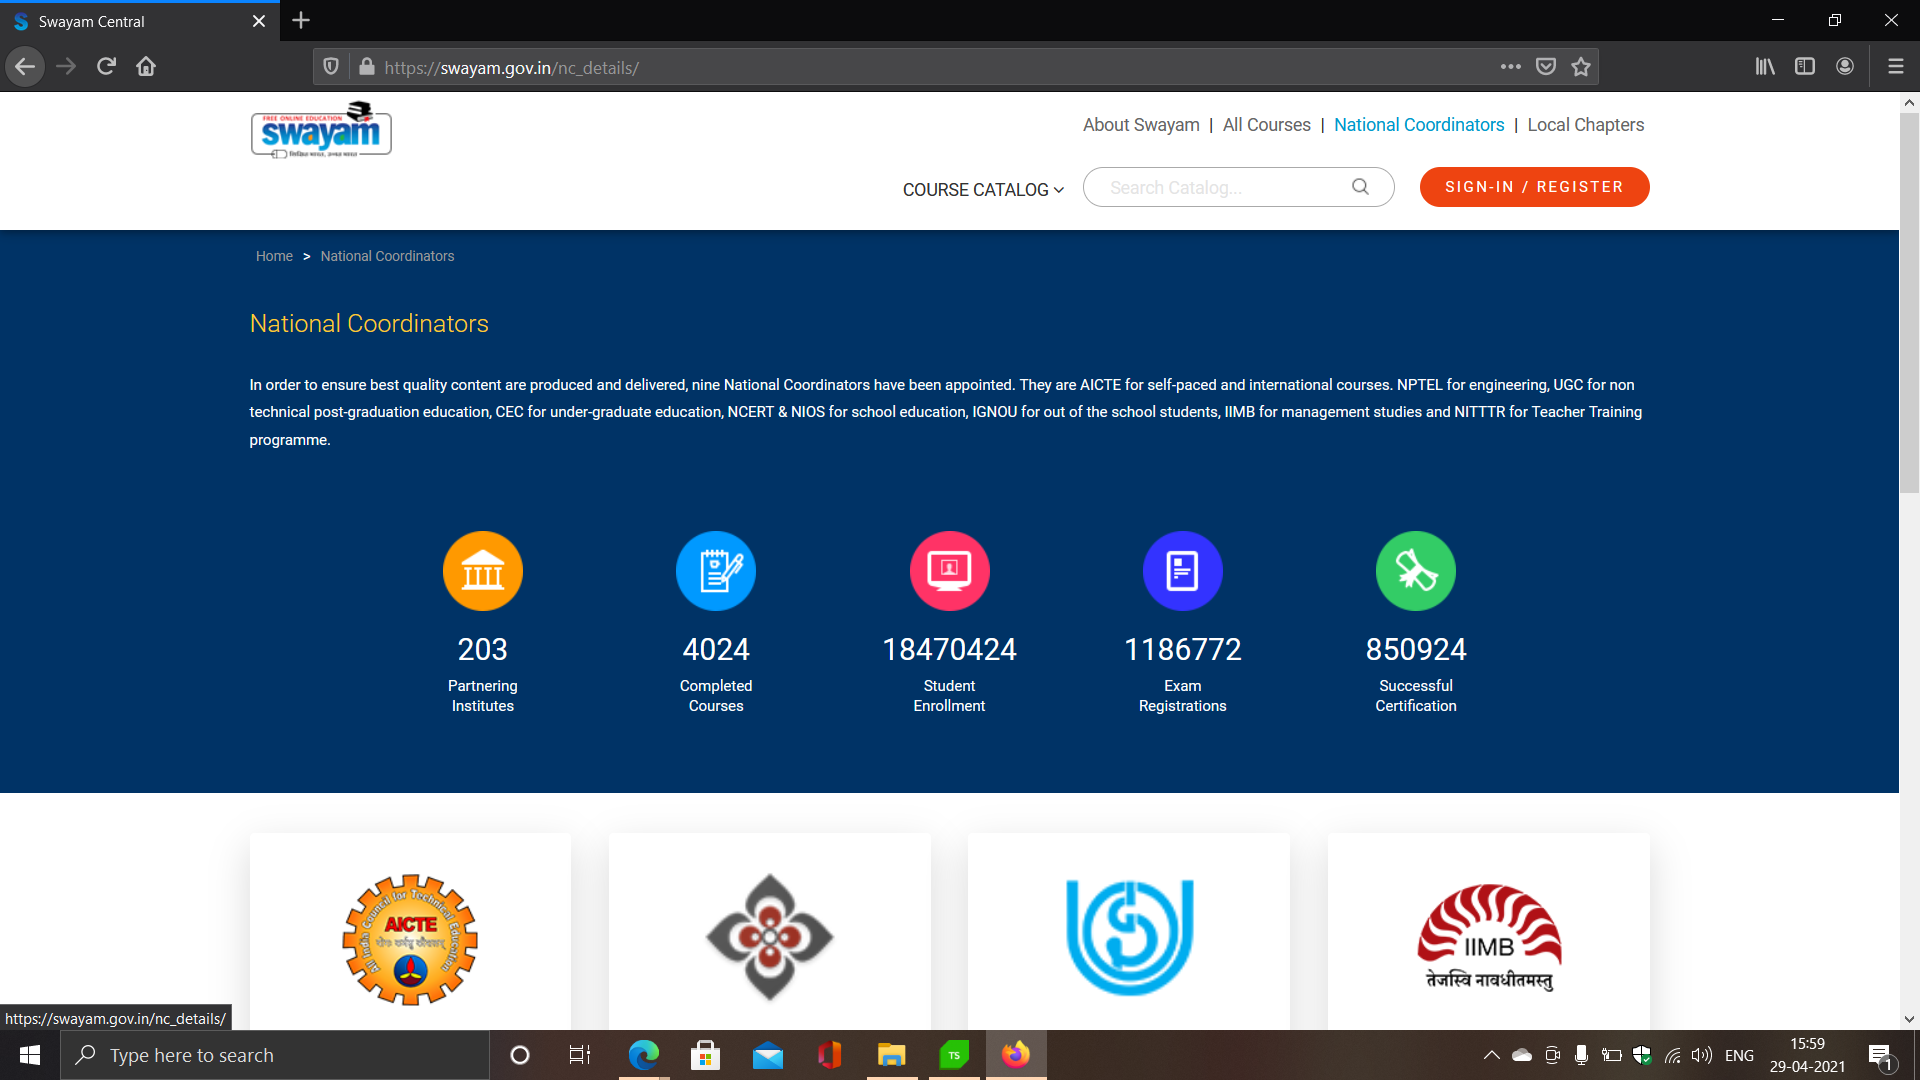 Swayam Central
https://swayam.gov.in/nc_details/
FREE ONLINE EDUCATION
swayam
शिक्षित भारत, उन्नत भारत
About Swayam | All Courses | National Coordinators | Local Chapters
COURSE CATALOG
Search Catalog...
SIGN-IN / REGISTER
Home > National Coordinators
National Coordinators
In order to ensure best quality content are produced and delivered, nine National Coordinators have been appointed. They are AICTE for self-paced and international courses. NPTEL for engineering, UGC for non
technical post-graduation education, CEC for under-graduate education, NCERT & NIOS for school education, IGNOU for out of the school students, IIMB for management studies and NITTTR for Teacher Training
programme.
203
Partnering
Institutes
4024
Completed
Courses
18470424
Student
Enrollment
1186772
Exam
Registrations
850924
Successful
Certification
All India Council for Technical Education
AICTE
IIMB
तेजस्वि नावधीतमस्तु
https://swayam.gov.in/nc_details/
Type here to search
TS
ENG
15:59
29-04-2021
1